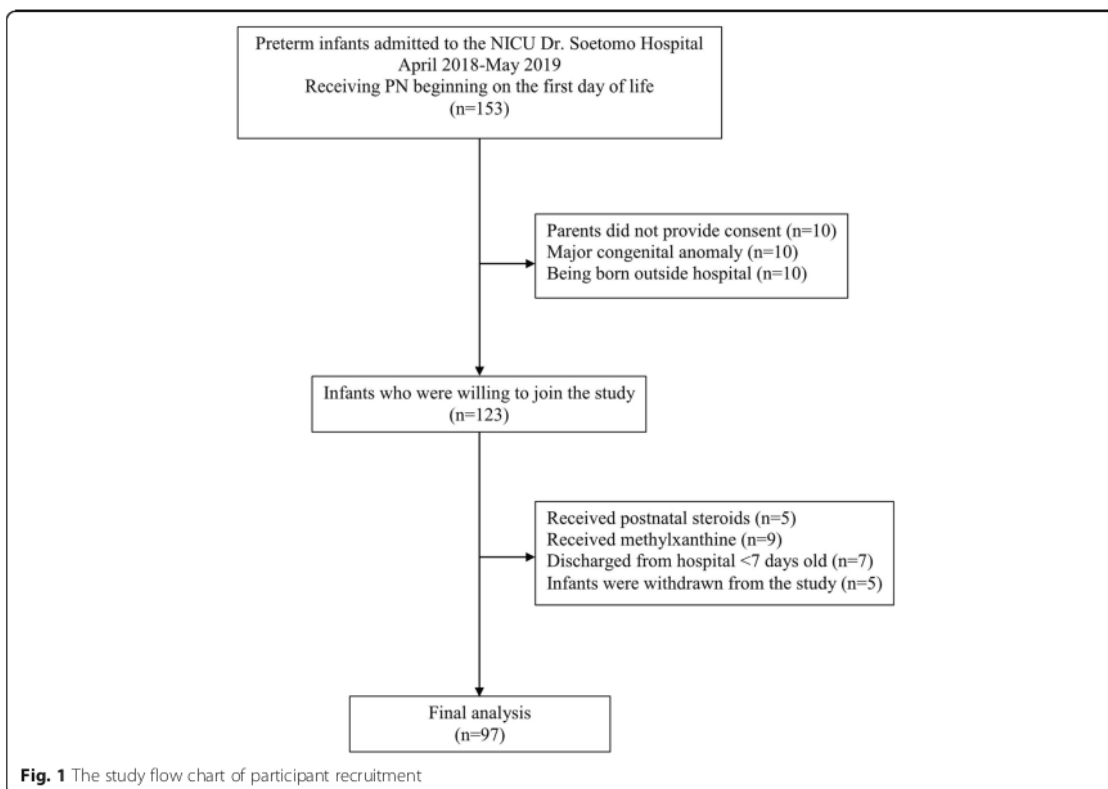 Preterm infants admitted to the NICU Dr. Soetomo Hospital
April 2018-May 2019
Receiving PN beginning on the first day of life
(n=153)
Parents did not provide consent (n=10)
Major congenital anomaly (n=10)
Being born outside hospital (n=10)
Infants who were willing to join the study
(n=123)
Received postnatal steroids (n=5)
Received methylxanthine (n=9)
Discharged from hospital <7 days old (n=7)
Infants were withdrawn from the study (n=5)
Final analysis
(n=97)
Fig. 1 The study flow chart of participant recruitment